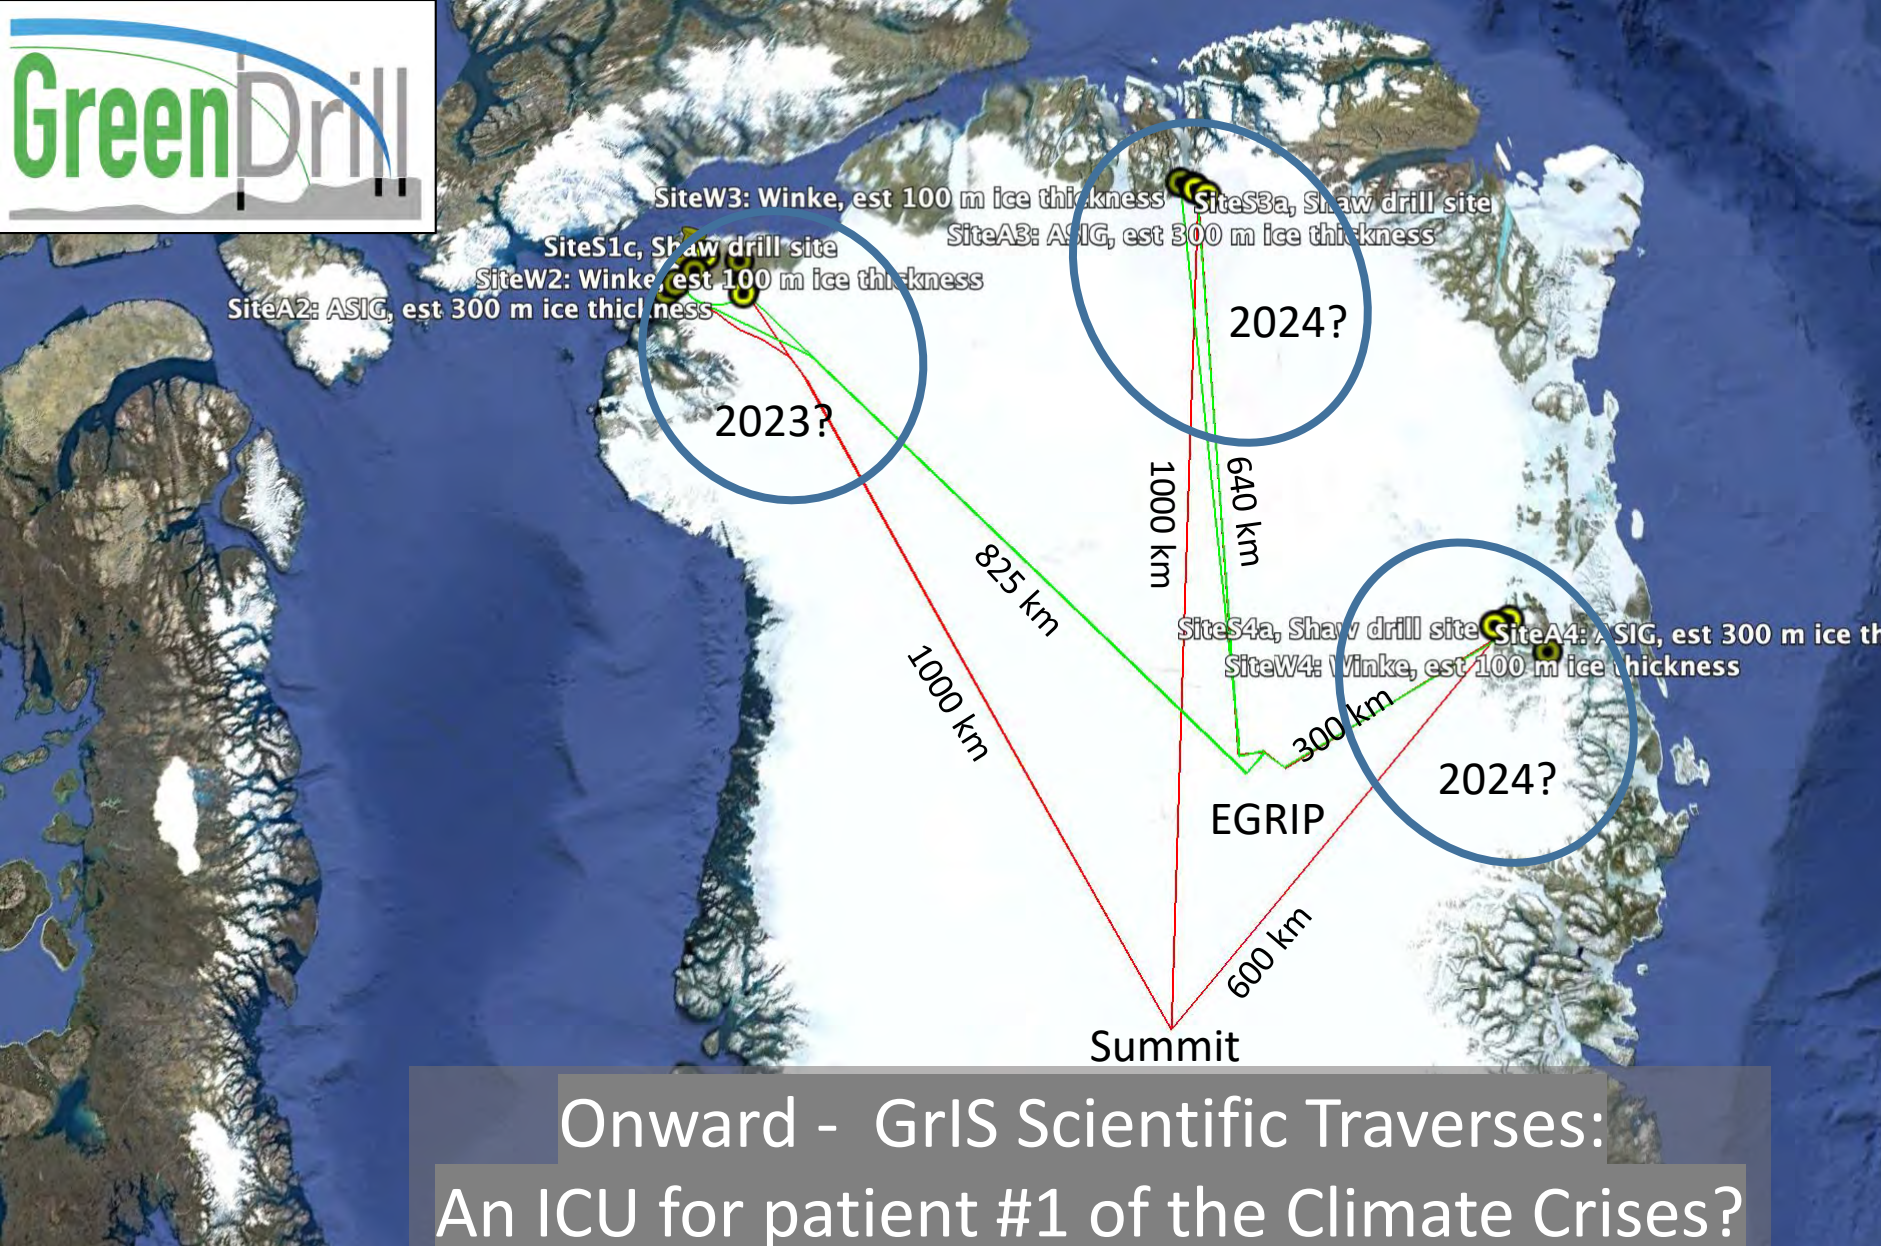 GreenDrill
SiteW3: Winke, est 100 m ice thickness
SiteS3a, Shaw drill site
SiteA3: ASIG, est 300 m ice thickness
SiteS1c, Shaw drill site
SiteW2: Winke, est 100 m ice thickness
SiteA2: ASIG, est 300 m ice thickness
2024?
2023?
1000 km
640 km
825 km
1000 km
SiteS4a, Shaw drill site
SiteA4: ASIG, est 300 m ice th
SiteW4: Winke, est 100 m ice thickness
300 km
2024?
EGRIP
600 km
Summit
Onward - GrIS Scientific Traverses:
An ICU for patient #1 of the Climate Crises?